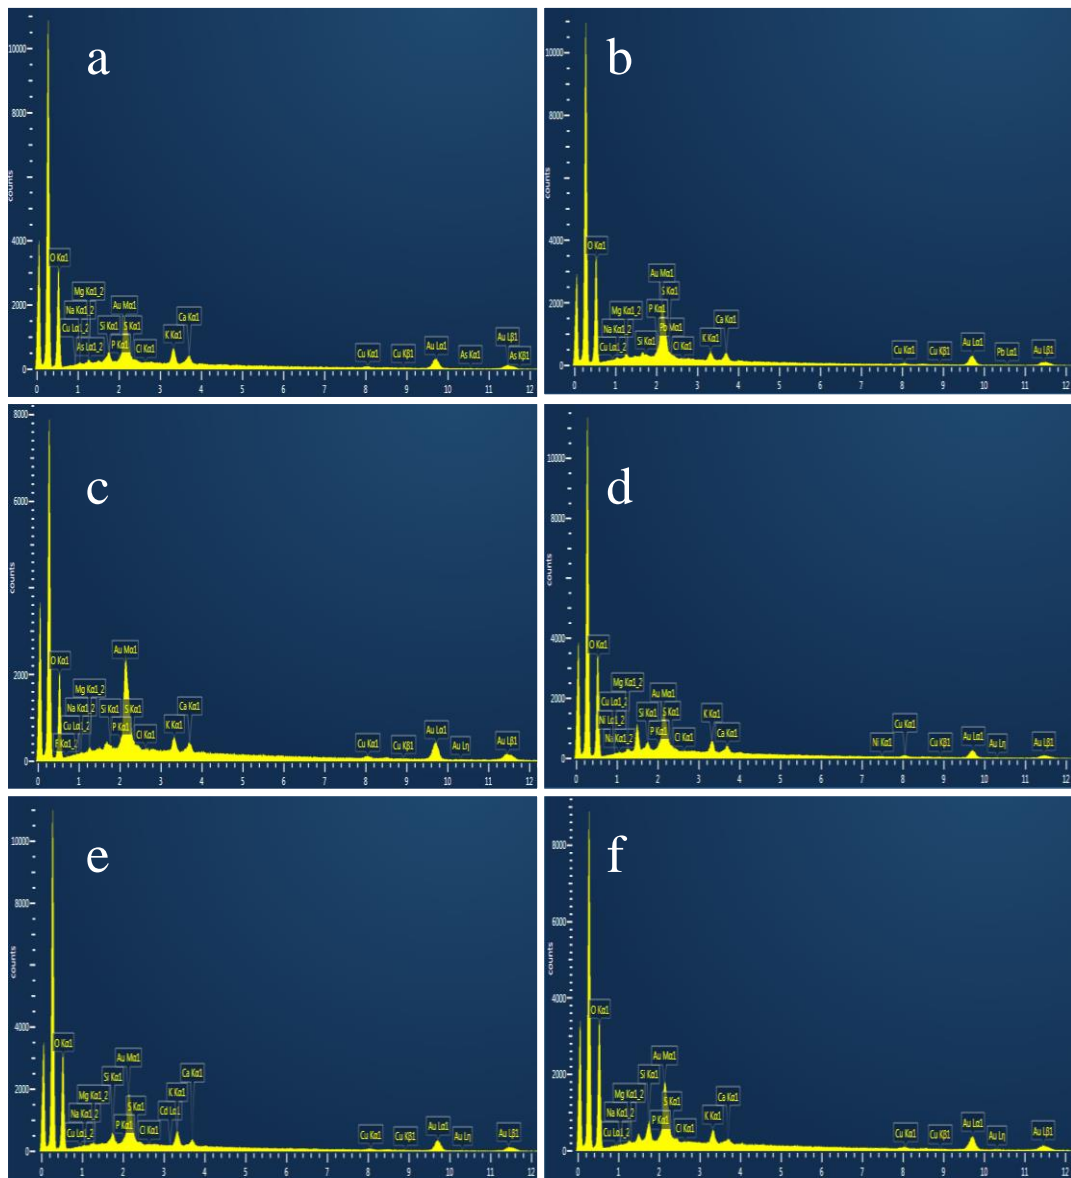 a
10000
8000
counts
4000
2000
0
O Kα1
Mg Kα1_2
Na Kα1_2
Cu Lα1_2
As Lα1_2
Si Kα1
Au Mα1
P Kα1
S Kα1
Cl Kα1
K Kα1
Ca Kα1
Cu Kα1
Cu Kβ1
Au Lα1
As Kα1
Au Lβ1
As Kβ1
0 1 2 3 4 5 6 7 8 9 10 11 12
b
10000
8000
counts
4000
2000
0
O Kα1
Mg Kα1_2
Na Kα1_2
Cu Lα1_2
Si Kα1
Au Mα1
S Kα1
P Kα1
Pb Mα1
Cl Kα1
K Kα1
Ca Kα1
Cu Kα1
Cu Kβ1
Au Lα1
Pb Lα1
Au Lβ1
0 1 2 3 4 5 6 7 8 9 10 11 12
c
8000
6000
counts
2000
0
O Kα1
Mg Kα1_2
Na Kα1_2
Cu Lα1_2
F Kα1_2
Si Kα1
Au Mα1
P Kα1
S Kα1
Cl Kα1
K Kα1
Ca Kα1
Cu Kα1
Cu Kβ1
Au Lα1
Au Lη
Au Lβ1
0 1 2 3 4 5 6 7 8 9 10 11 12
d
10000
8000
counts
4000
2000
0
O Kα1
Mg Kα1_2
Cu Lα1_2
Ni Lα1_2
Na Kα1_2
Si Kα1
Au Mα1
S Kα1
P Kα1
Cl Kα1
K Kα1
Ca Kα1
Ni Kα1
Cu Kα1
Cu Kβ1
Au Lα1
Au Lη
Au Lβ1
0 1 2 3 4 5 6 7 8 9 10 11 12
e
10000
8000
counts
4000
2000
0
O Kα1
Mg Kα1_2
Na Kα1_2
Cu Lα1_2
Si Kα1
Au Mα1
S Kα1
P Kα1
Cl Kα1
Cd Lα1
K Kα1
Ca Kα1
Cu Kα1
Cu Kβ1
Au Lα1
Au Lη
Au Lβ1
0 1 2 3 4 5 6 7 8 9 10 11 12
f
8000
6000
counts
4000
2000
0
O Kα1
Mg Kα1_2
Na Kα1_2
Cu Lα1_2
Si Kα1
Au Mα1
S Kα1
P Kα1
Cl Kα1
K Kα1
Ca Kα1
Cu Kα1
Cu Kβ1
Au Lα1
Au Lη
Au Lβ1
0 1 2 3 4 5 6 7 8 9 10 11 12